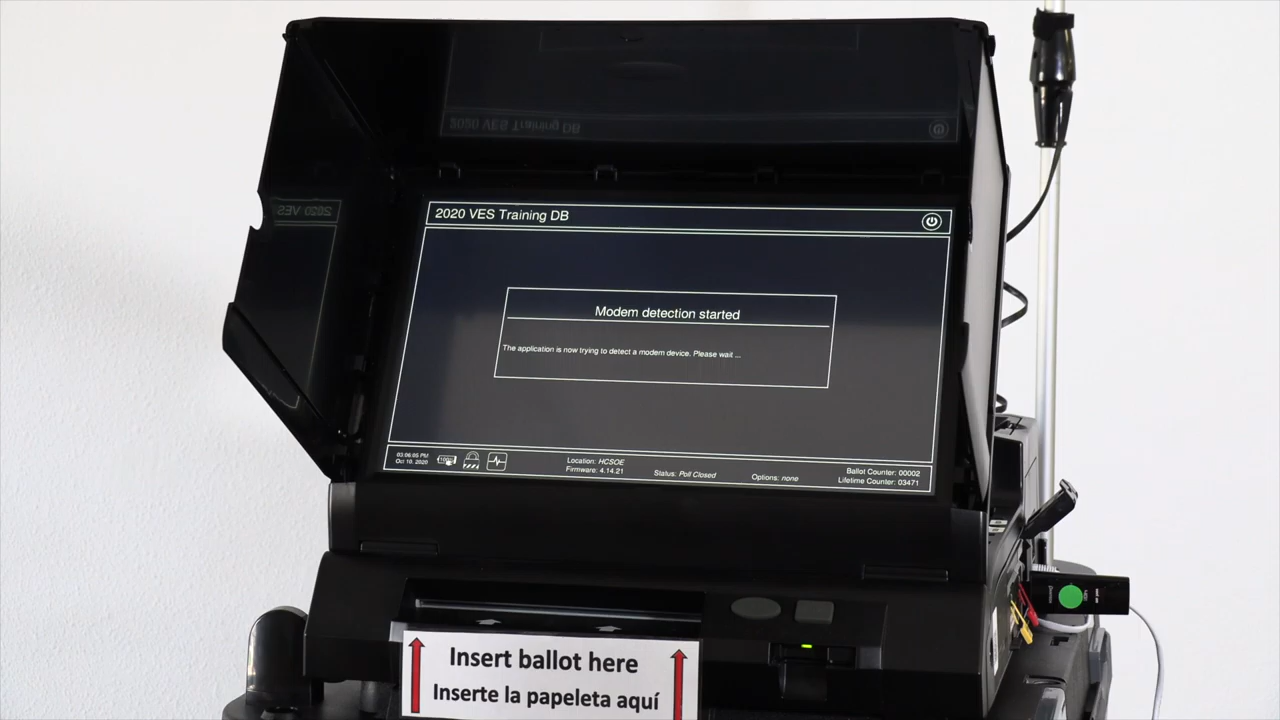 2020 VES Training DB
Modem detection started
The application is now trying to detect a modem device. Please wait ...
03:06:05 PM
Oct 10, 2020
100%
Location: HCSOE
Firmware: 4.14.21
Status: Poll Closed
Options: none
Ballot Counter: 00002
Lifetime Counter: 03471
Insert ballot here
Inserte la papeleta aquí